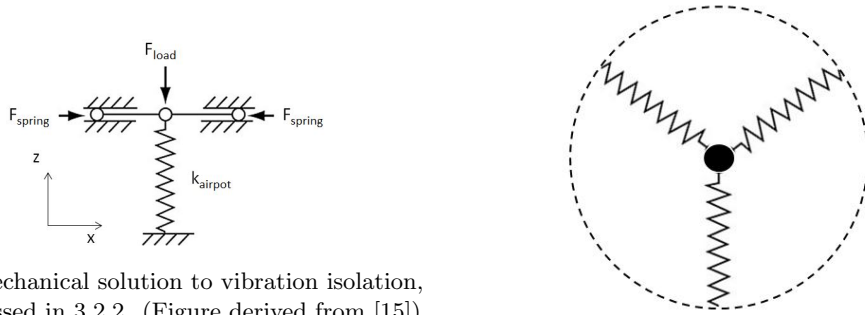 F_load
F_spring
F_spring
z
k_airpot
x
echanical solution to vibration isolation,
ssed in 3.2.2. (Figure derived from [15])